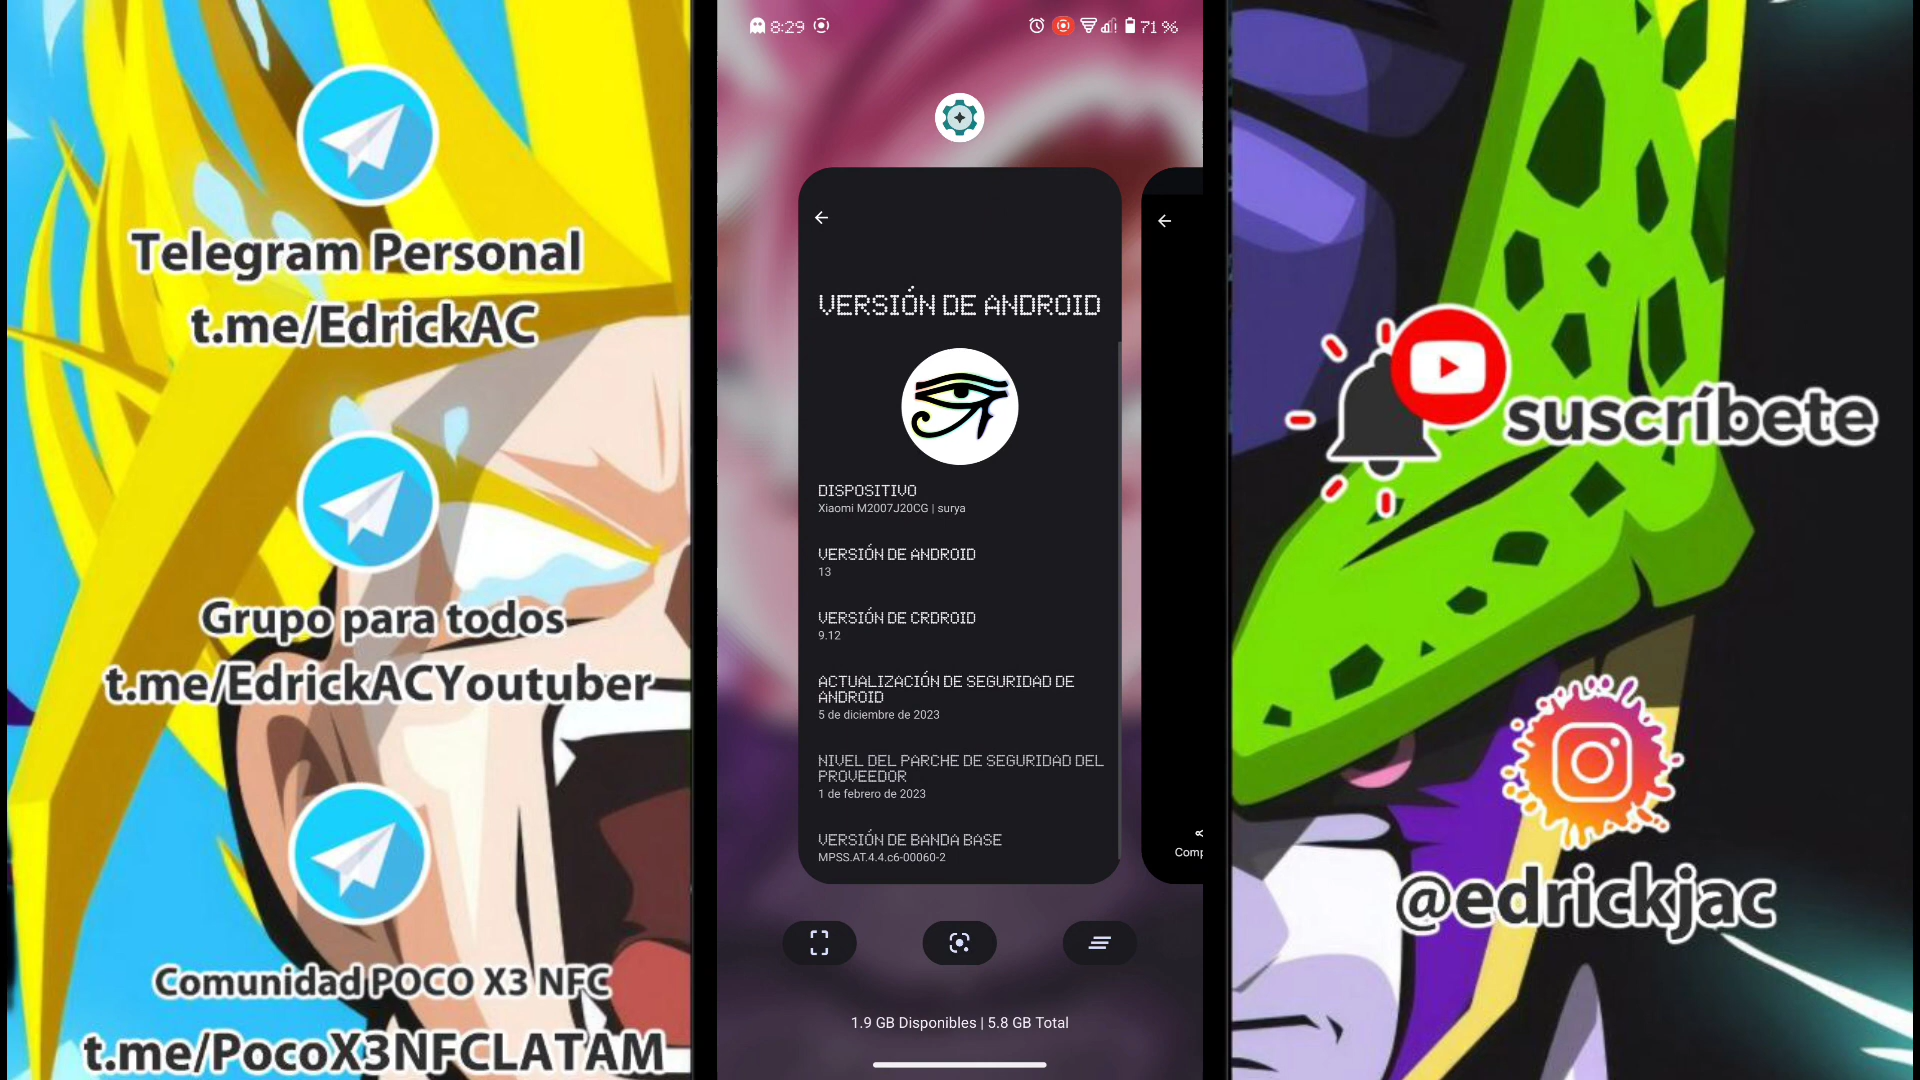 Telegram Personal
t.me/EdrickAC
Grupo para todos
t.me/EdrickACYoutuber
Comunidad POCO X3 NFC
t.me/PocoX3NFCLATAM
8:29
71 %
VERSIÓN DE ANDROID
DISPOSITIVO
Xiaomi M2007J20CG | surya
VERSIÓN DE ANDROID
13
VERSIÓN DE CRDROID
9.12
ACTUALIZACIÓN DE SEGURIDAD DE
ANDROID
5 de diciembre de 2023
NIVEL DEL PARCHE DE SEGURIDAD DEL
PROVEEDOR
1 de febrero de 2023
VERSIÓN DE BANDA BASE
MPSS.AT.4.4.c6-00060-2
Comp
1.9 GB Disponibles | 5.8 GB Total
suscríbete
@edrickjac